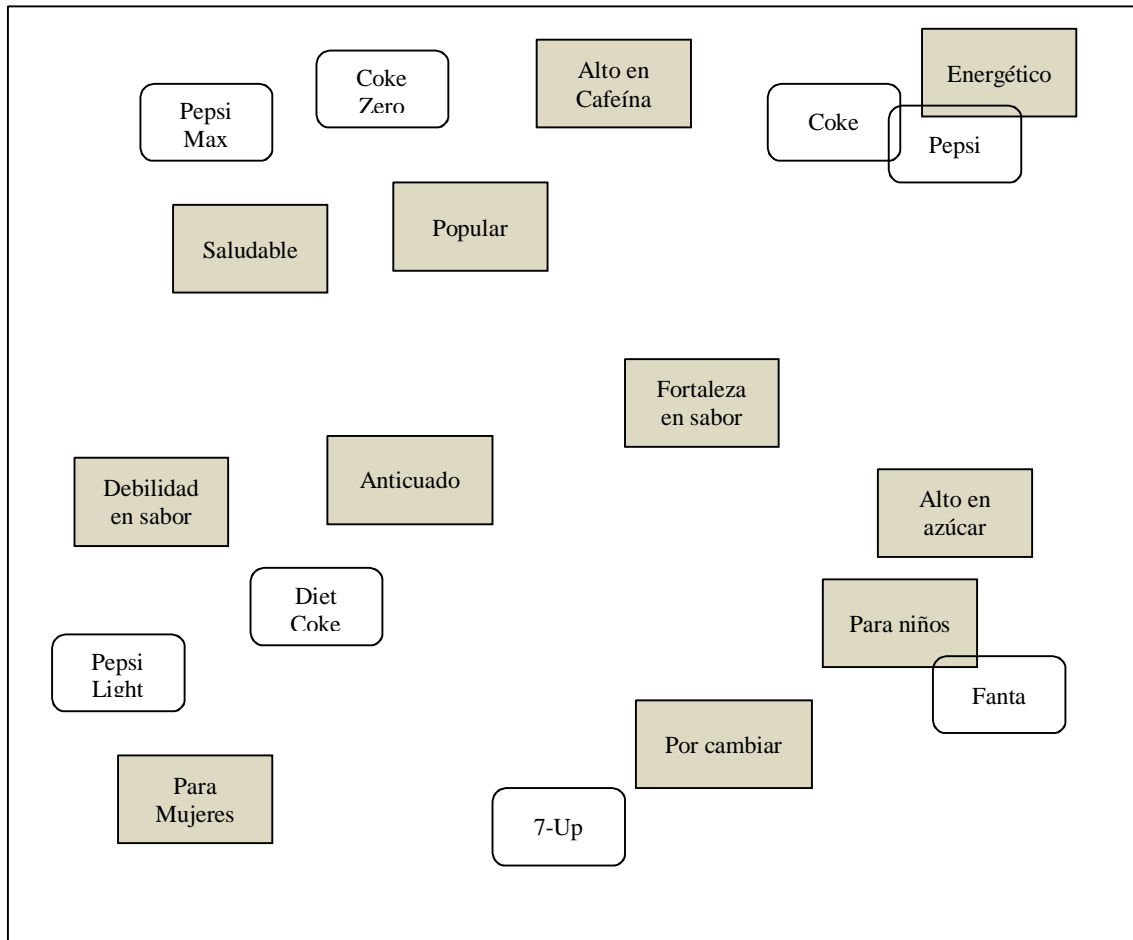 Pepsi
Max
Coke
Zero
Alto en
Cafeína
Coke
Pepsi
Energético
Saludable
Popular
Fortaleza
en sabor
Debilidad
en sabor
Anticuado
Alto en
azúcar
Diet
Coke
Para niños
Pepsi
Light
Fanta
Por cambiar
Para
Mujeres
7-Up